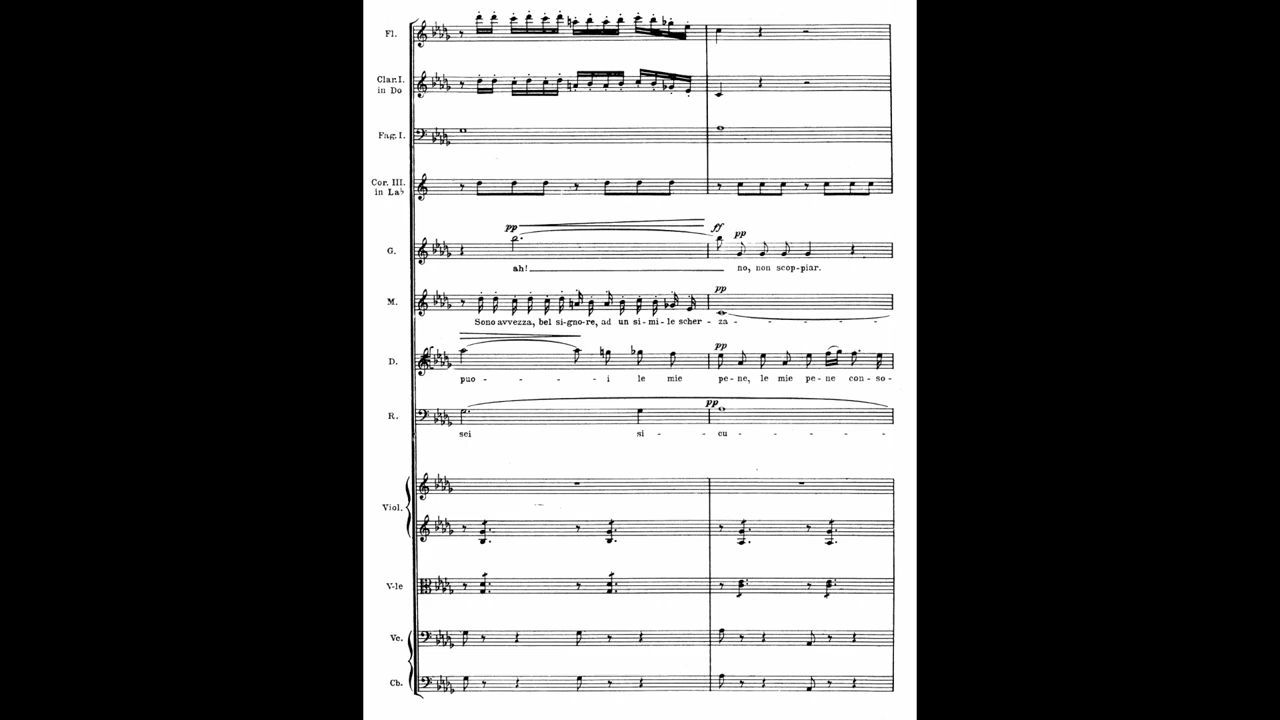 Fl.
Clar. I.
in Do
Fag. I.
Cor. III.
in La♭
pp ff pp
G.
ah! no, non scop-piar.
pp
M.
Sono avvezza, bel si-gno-re, ad un si-mi-le scher - za - - - - - - -
pp
D.
puo - - - - i le mie pe-ne, le mie pe-ne con-so-
pp
R.
sei si - - cu - - - - -
Viol.
V-le
Vc.
Cb.